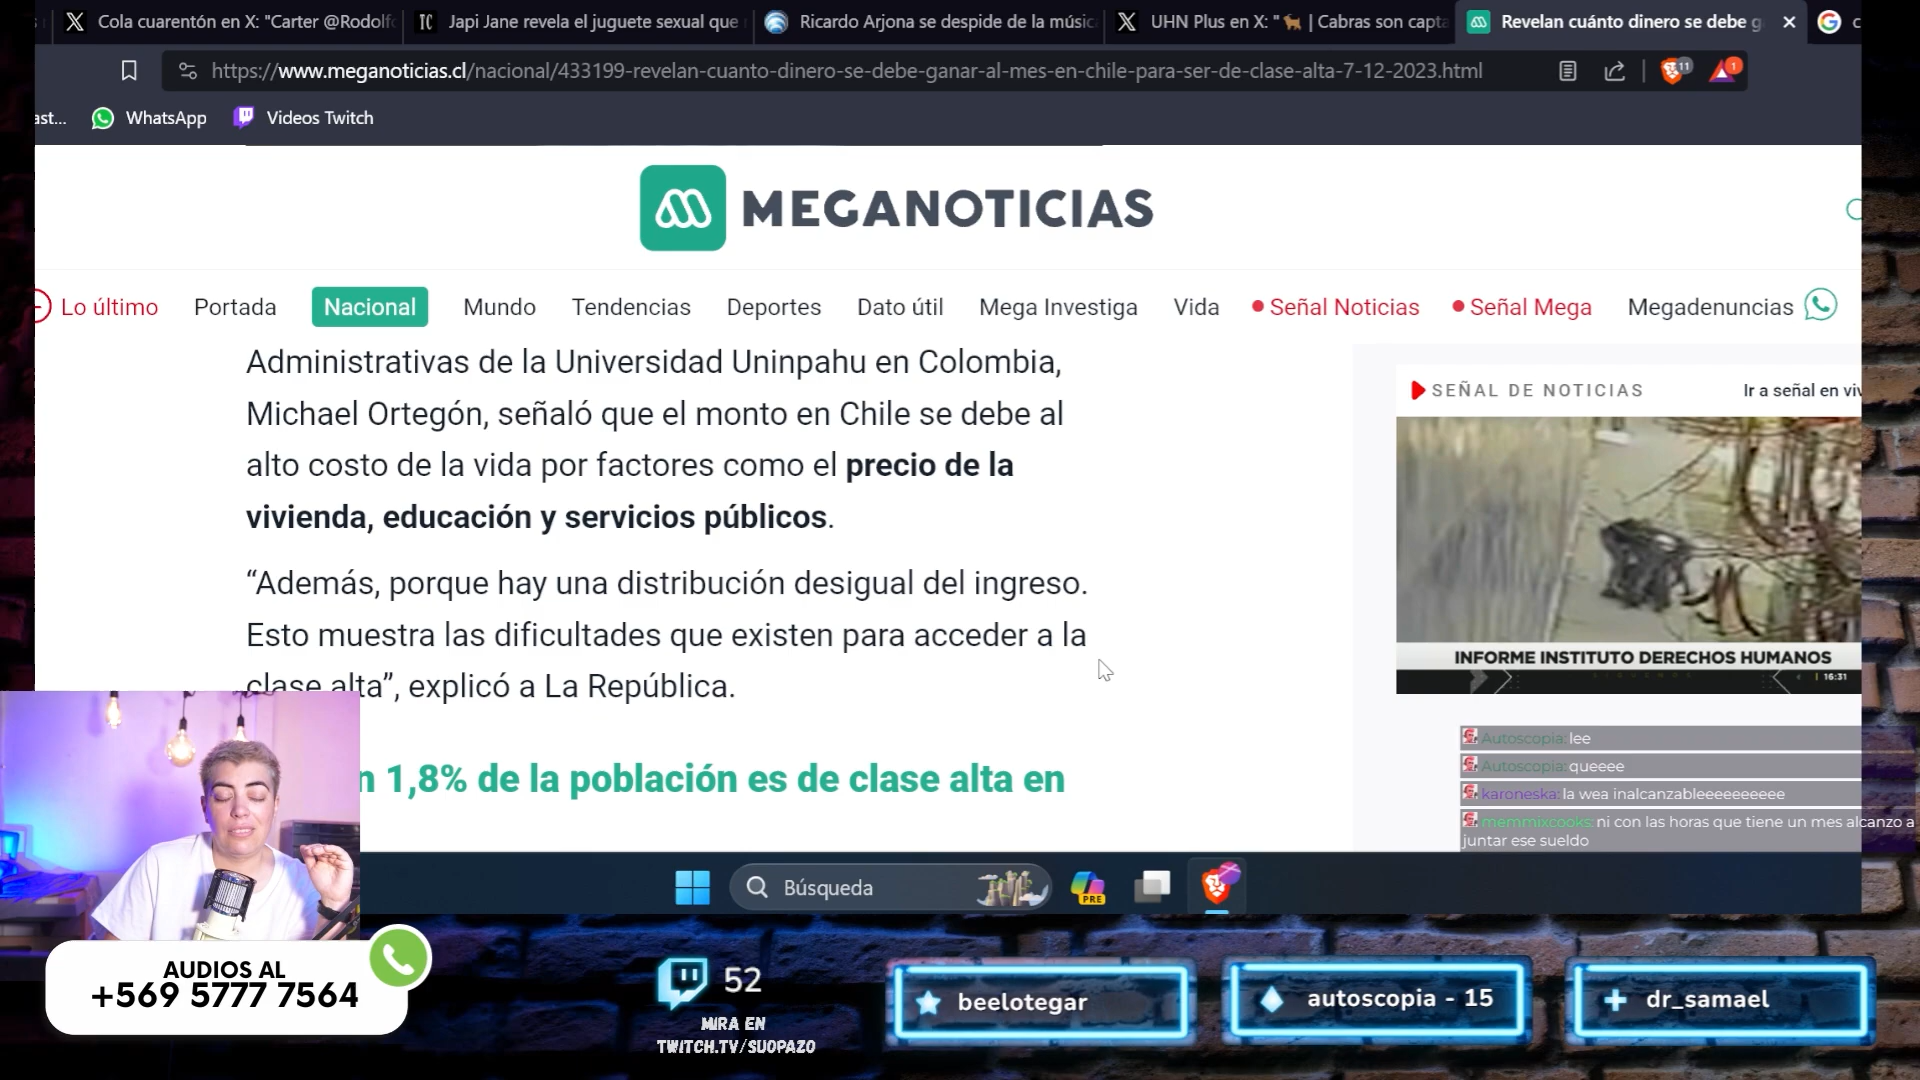 Cola cuarentón en X: "Carter @Rodolf
Japi Jane revela el juguete sexual que
Ricardo Arjona se despide de la músic
UHN Plus en X: "🐕 | Cabras son capta
Revelan cuánto dinero se debe g
https://www.meganoticias.cl/nacional/433199-revelan-cuanto-dinero-se-debe-ganar-al-mes-en-chile-para-ser-de-clase-alta-7-12-2023.html
11
1
ast...
WhatsApp
Videos Twitch
MEGANOTICIAS
Lo último
Portada
Nacional
Mundo
Tendencias
Deportes
Dato útil
Mega Investiga
Vida
Señal Noticias
Señal Mega
Megadenuncias
Administrativas de la Universidad Uninpahu en Colombia,
Michael Ortegón, señaló que el monto en Chile se debe al
alto costo de la vida por factores como el precio de la
vivienda, educación y servicios públicos.
“Además, porque hay una distribución desigual del ingreso.
Esto muestra las dificultades que existen para acceder a la
clase alta”, explicó a La República.
n 1,8% de la población es de clase alta en
SEÑAL DE NOTICIAS
Ir a señal en viv
INFORME INSTITUTO DERECHOS HUMANOS
16:31
Autoscopia: lee
Autoscopia: queeee
karoneska: la wea inalcanzableeeeeeeeee
memmixcooks: ni con las horas que tiene un mes alcanzo a
juntar ese sueldo
Búsqueda
PRE
AUDIOS AL
+569 5777 7564
52
MIRA EN
TWITCH.TV/SUOPAZO
beelotegar
autoscopia - 15
dr_samael